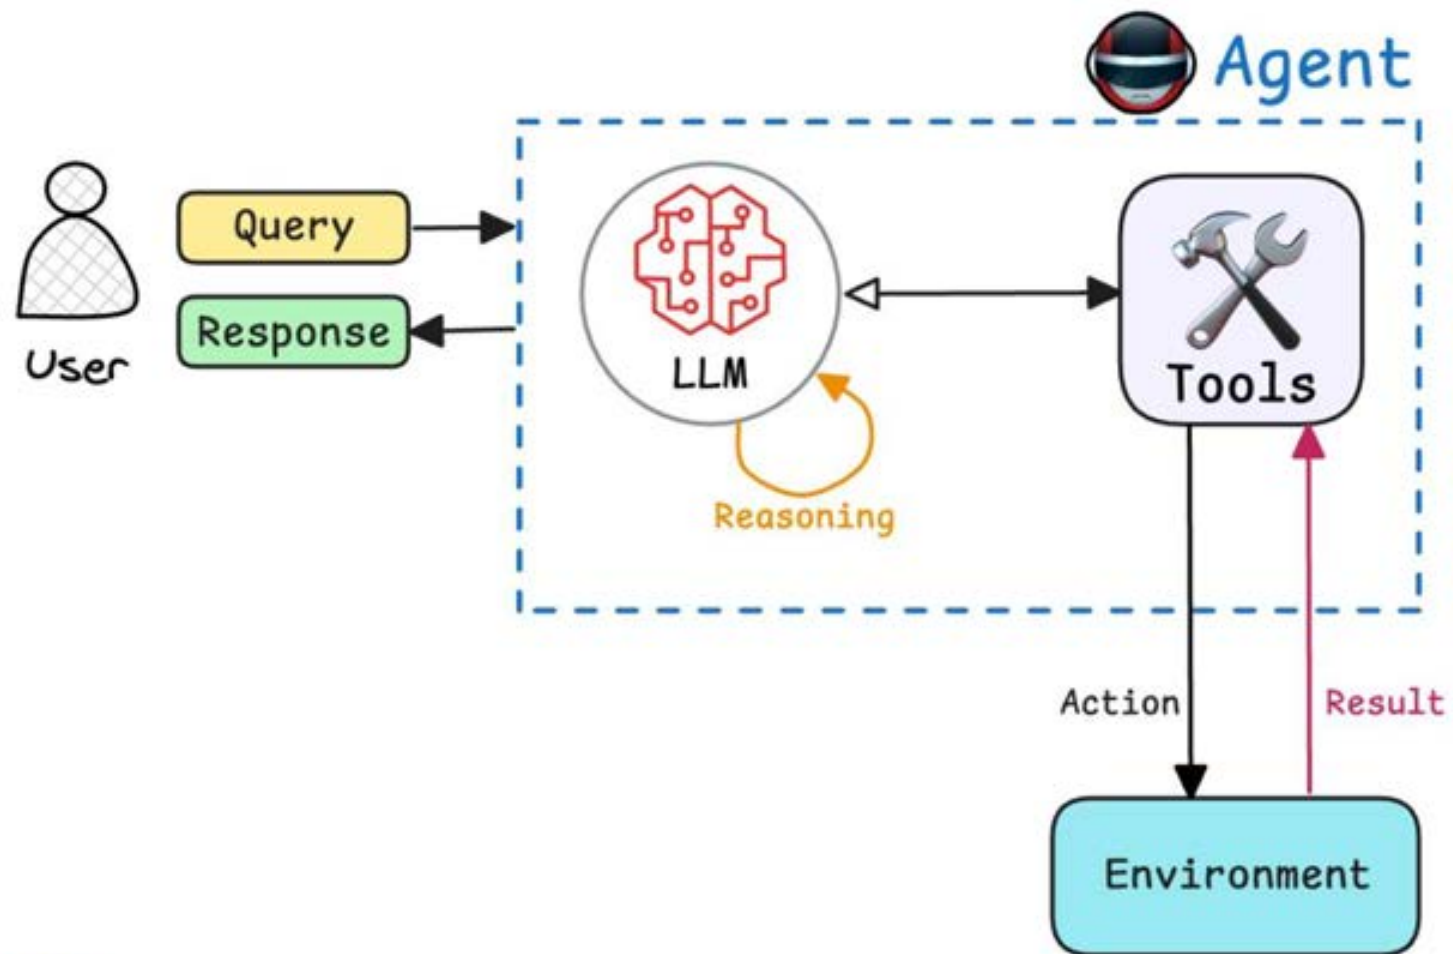 Agent
Query
Response
User
LLM
Tools
Reasoning
Action
Result
Environment